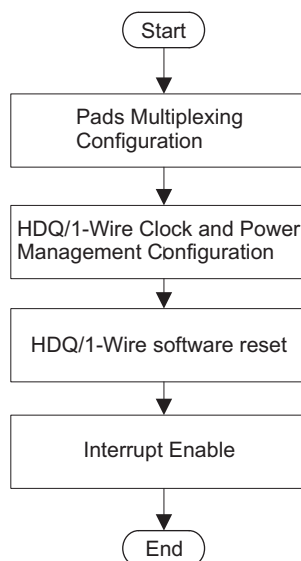 Start
Pads Multiplexing
Configuration
HDQ/1-Wire Clock and Power
Management Configuration
HDQ/1-Wire software reset
Interrupt Enable
End